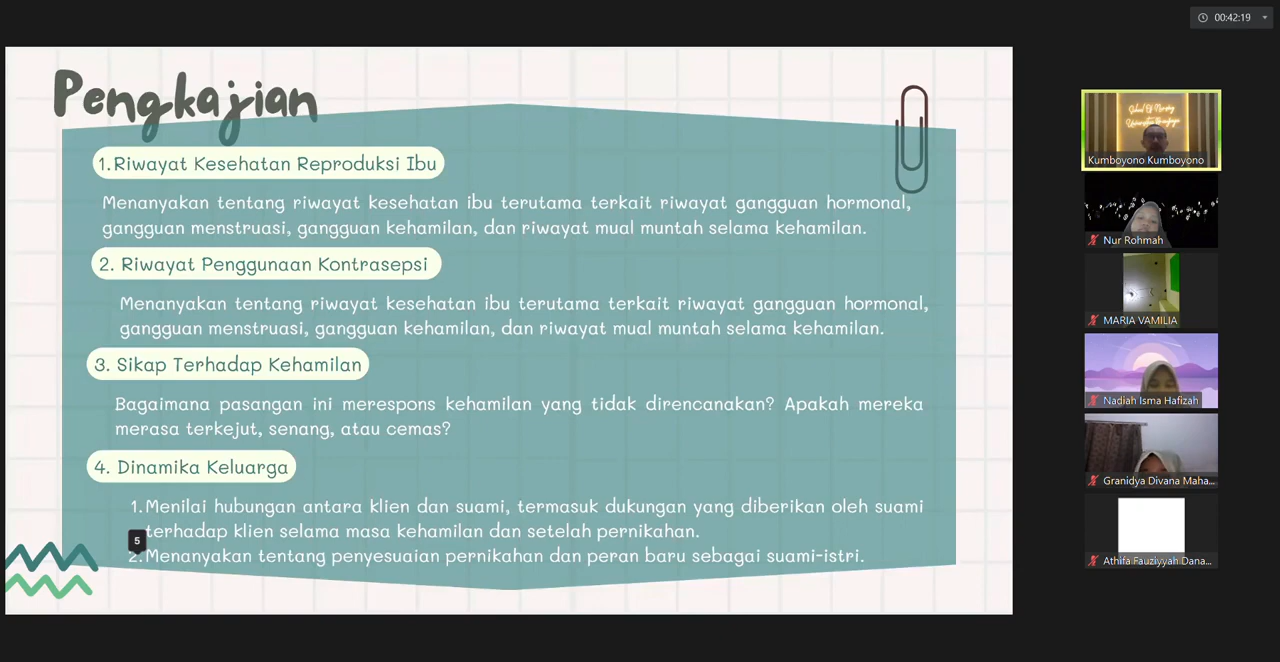 00:42:19
Pengkajian
1.Riwayat Kesehatan Reproduksi Ibu
Menanyakan tentang riwayat kesehatan ibu terutama terkait riwayat gangguan hormonal,
gangguan menstruasi, gangguan kehamilan, dan riwayat mual muntah selama kehamilan.
2. Riwayat Penggunaan Kontrasepsi
Menanyakan tentang riwayat kesehatan ibu terutama terkait riwayat gangguan hormonal,
gangguan menstruasi, gangguan kehamilan, dan riwayat mual muntah selama kehamilan.
3. Sikap Terhadap Kehamilan
Bagaimana pasangan ini merespons kehamilan yang tidak direncanakan? Apakah mereka
merasa terkejut, senang, atau cemas?
4. Dinamika Keluarga
1. Menilai hubungan antara klien dan suami, termasuk dukungan yang diberikan oleh suami
terhadap klien selama masa kehamilan dan setelah pernikahan.
5
2. Menanyakan tentang penyesuaian pernikahan dan peran baru sebagai suami-istri.
School Of Nursing
Universitas Brawijaya
Kumboyono Kumboyono
Nur Rohmah
MARIA VAMILIA
Nadiah Isma Hafizah
Granidya Divana Maha...
Athifa Fauziyyah Dana...